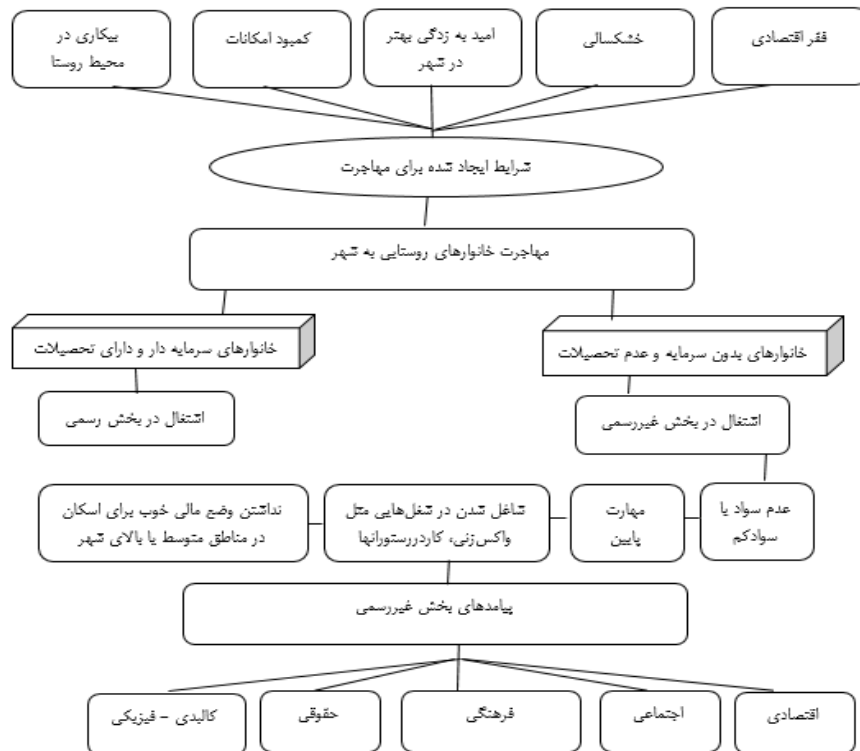 فقر اقتصادی
خشکسالی
امید به زدگی بهتر
در شهر
کمبود امکانات
بیکاری در
محیط روستا
شرایط ایجاد شده برای مهاجرت
مهاجرت خانوارهای روستایی به شهر
خانوارهای بدون سرمایه و عدم تحصیلات
خانوارهای سرمایه دار و دارای تحصیلات
اشتغال در بخش غیررسمی
اشتغال در بخش رسمی
عدم سواد یا
سوادکم
مهارت
پایین
شاغل شدن در شغل‌هایی مثل
واکس‌زنی، کاردررستورانها
نداشتن وضع مالی خوب برای اسکان
در مناطق متوسط یا بالای شهر
پیامدهای بخش غیررسمی
اقتصادی
اجتماعی
فرهنگی
حقوقی
کالبدی - فیزیکی